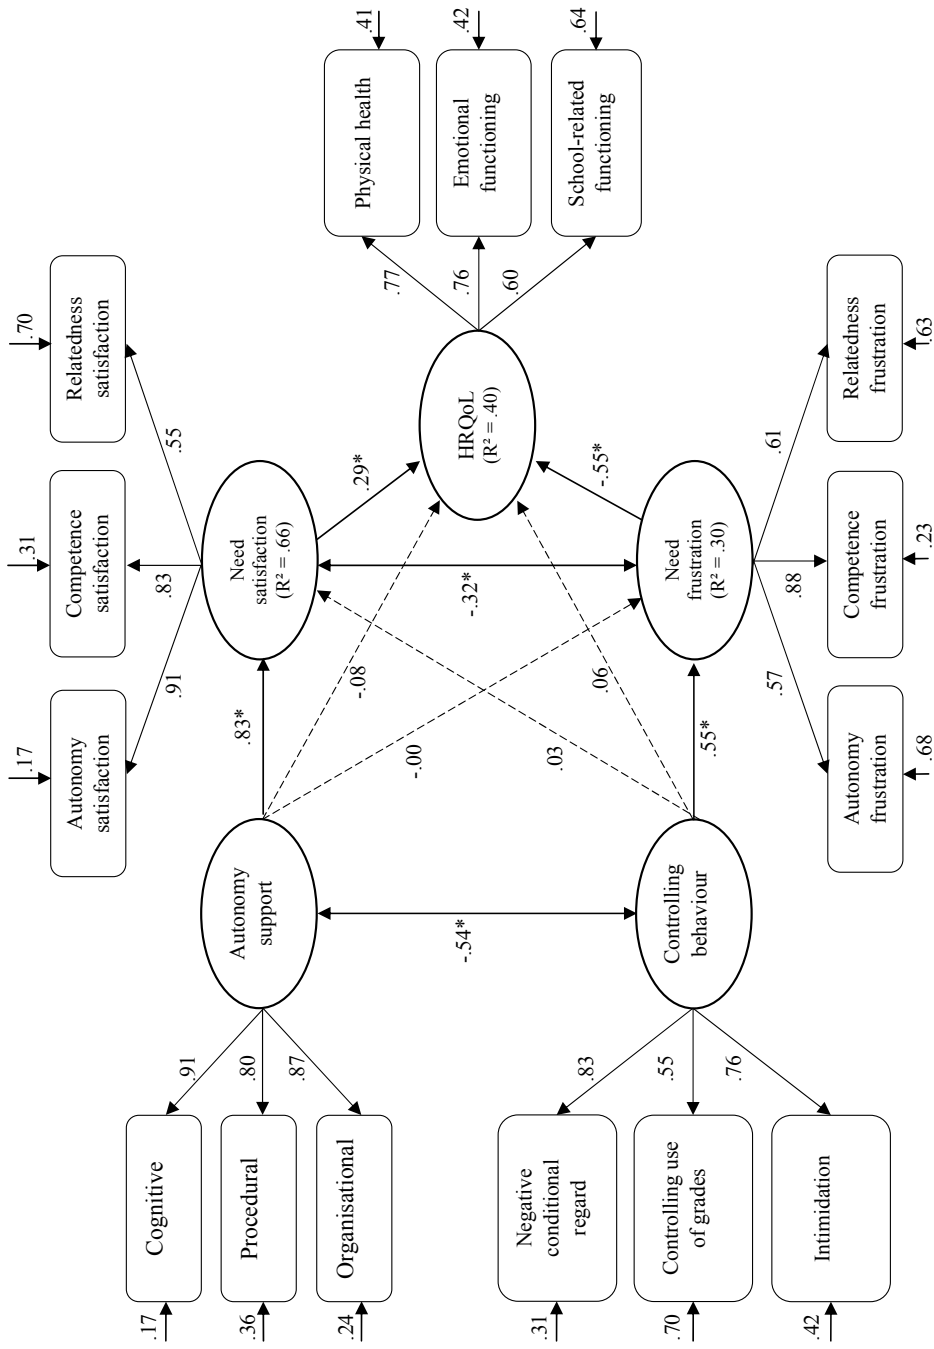 .17
.31
.70
Autonomy
satisfaction
Competence
satisfaction
Relatedness
satisfaction
.91
.83
.55
.17
Cognitive
.36
Procedural
.24
Organisational
.91
.80
.87
Autonomy
support
.83*
Need
satisfaction
(R² = .66)
.29*
-.08
-.00
-.54*
-.32*
HRQoL
(R² = .40)
.77
.76
.60
Physical health
.41
Emotional
functioning
.42
School-related
functioning
.64
.03
.06
-.55*
.31
Negative
conditional
regard
.70
Controlling use
of grades
.42
Intimidation
.83
.55
.76
Controlling
behaviour
.55*
Need
frustration
(R² = .30)
.57
.88
.61
Autonomy
frustration
Competence
frustration
Relatedness
frustration
.68
.23
.63